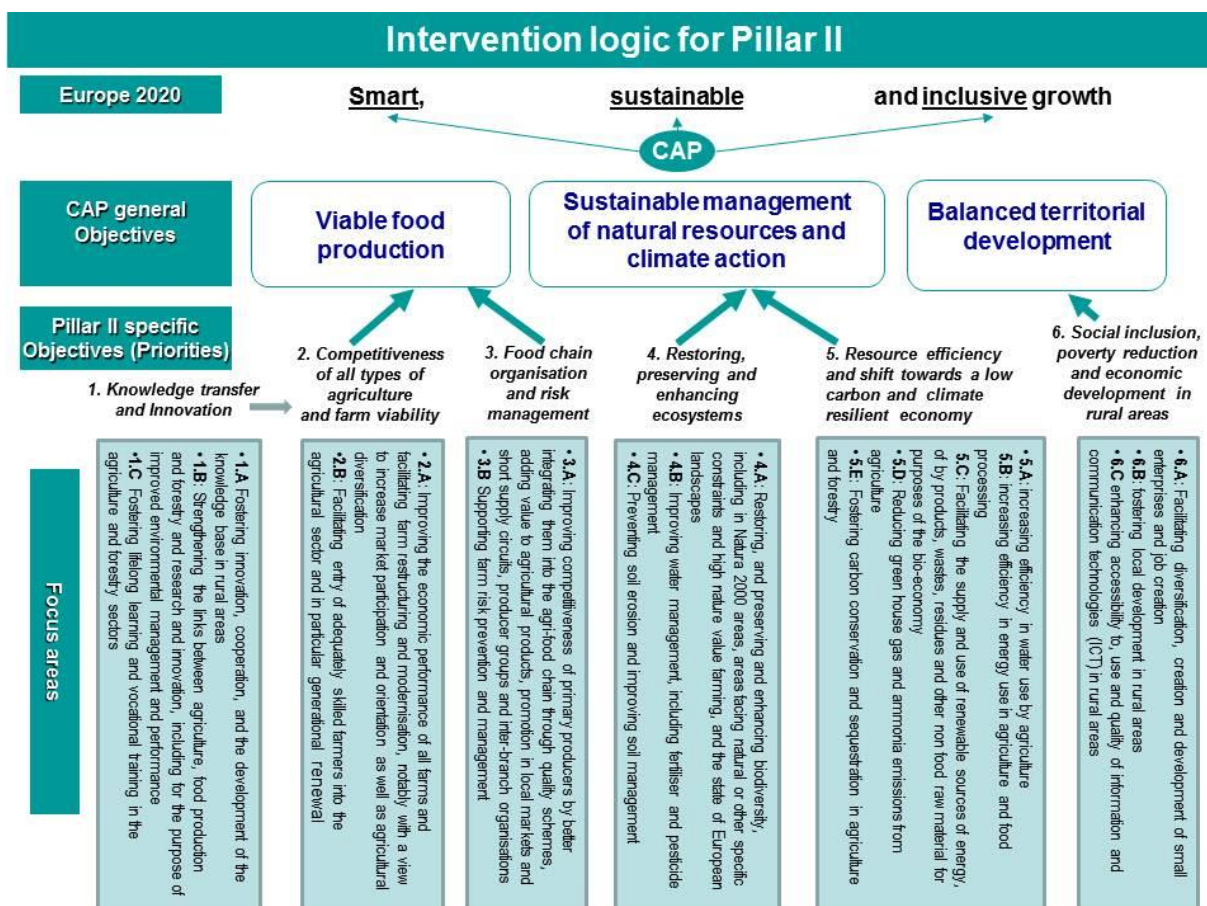 Intervention logic for Pillar II
Europe 2020
Smart,
sustainable
and inclusive growth
CAP
CAP general
Objectives
Viable food
production
Sustainable management
of natural resources and
climate action
Balanced territorial
development
Pillar II specific
Objectives (Priorities)
1. Knowledge transfer
and Innovation
2. Competitiveness
of all types of
agriculture
and farm viability
3. Food chain
organisation
and risk
management
4. Restoring,
preserving and
enhancing
ecosystems
5. Resource efficiency
and shift towards a low
carbon and climate
resilient economy
6. Social inclusion,
poverty reduction
and economic
development in
rural areas
Focus areas
•1.A Fostering innovation, cooperation, and the development of the
knowledge base in rural areas
•1.B: Strengthening the links between agriculture, food production
and forestry and research and innovation, including for the purpose of
improved environmental management and performance
•1.C Fostering lifelong learning and vocational training in the
agriculture and forestry sectors
•2.A: Improving the economic performance of all farms and
facilitating farm restructuring and modernisation, notably with a view
to increase market participation and orientation as well as agricultural
diversification
•2.B: Facilitating entry of adequately skilled farmers into the
agricultural sector and in particular generational renewal
•3.A: Improving competitiveness of primary producers by better
integrating them into the agri-food chain through quality schemes,
adding value to agricultural products, promotion in local markets and
short supply circuits, producer groups and inter-branch organisations
•3.B Supporting farm risk prevention and management
•4.A: Restoring, and preserving and enhancing biodiversity,
including in Natura 2000 areas, areas facing natural or other specific
constraints and high nature value farming, and the state of European
landscapes
•4.B: Improving water management, including fertiliser and pesticide
management
•4.C: Preventing soil erosion and improving soil management
•5.A: increasing efficiency in water use by agriculture
5.B: increasing efficiency in energy use in agriculture and food
processing
5.C: Facilitating the supply and use of renewable sources of energy,
of by products, wastes, residues and other non food raw material for
purposes of the bio-economy
•5.D: Reducing green house gas and ammonia emissions from
agriculture
•5.E: Fostering carbon conservation and sequestration in agriculture
and forestry
•6.A: Facilitating diversification, creation and development of small
enterprises and job creation
•6.B: fostering local development in rural areas
•6.C enhancing accessibility to, use and quality of information and
communication technologies (ICT) in rural areas